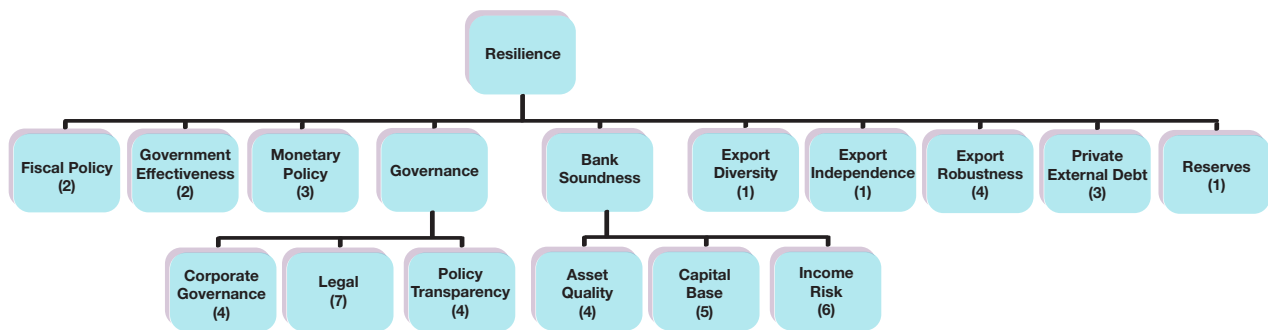 Resilience
Fiscal Policy
(2)
Government
Effectiveness
(2)
Monetary
Policy
(3)
Governance
Bank
Soundness
Export
Diversity
(1)
Export
Independence
(1)
Export
Robustness
(4)
Private
External Debt
(3)
Reserves
(1)
Corporate
Governance
(4)
Legal
(7)
Policy
Transparency
(4)
Asset
Quality
(4)
Capital
Base
(5)
Income
Risk
(6)